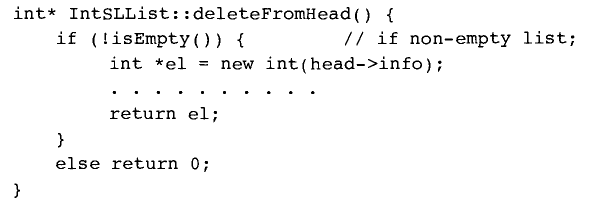 int* IntSLList::deleteFromHead() {
    if (!isEmpty()) {        // if non-empty list;
        int *el = new int(head->info);
        . . . . . . . . . .
        return el;
    }
    else return 0;
}